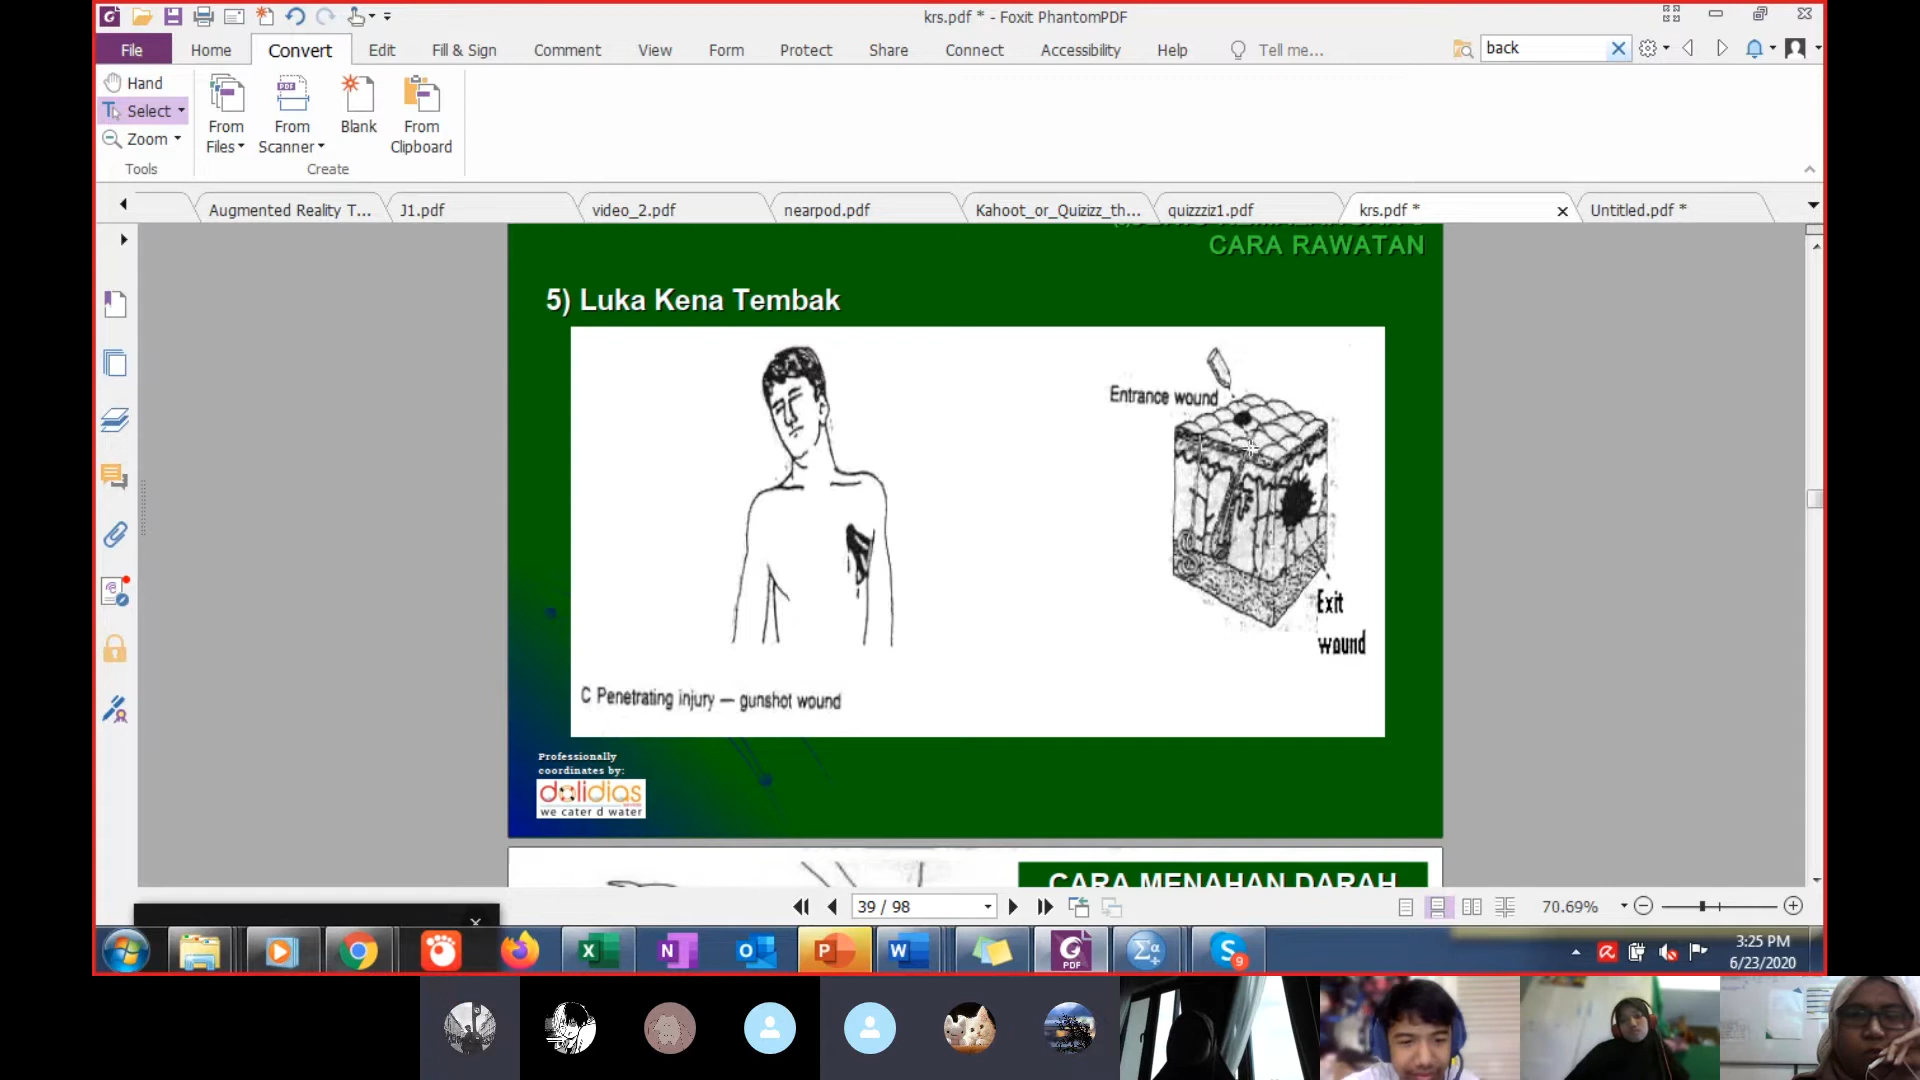 krs.pdf * - Foxit PhantomPDF
File
Home
Convert
Edit
Fill & Sign
Comment
View
Form
Protect
Share
Connect
Accessibility
Help
Tell me...
back
Hand
Select
Zoom
Tools
From Files
From Scanner
Blank
From Clipboard
Create
Augmented Reality T...
J1.pdf
video_2.pdf
nearpod.pdf
Kahoot_or_Quizizz_th...
quizzziz1.pdf
krs.pdf *
Untitled.pdf *
CARA RAWATAN
5) Luka Kena Tembak
Entrance wound
Exit
wound
C Penetrating injury — gunshot wound
Professionally
coordinates by:
dolidias
we cater d water
CARA MENAHAN DARAH
39 / 98
70.69%
3:25 PM
6/23/2020